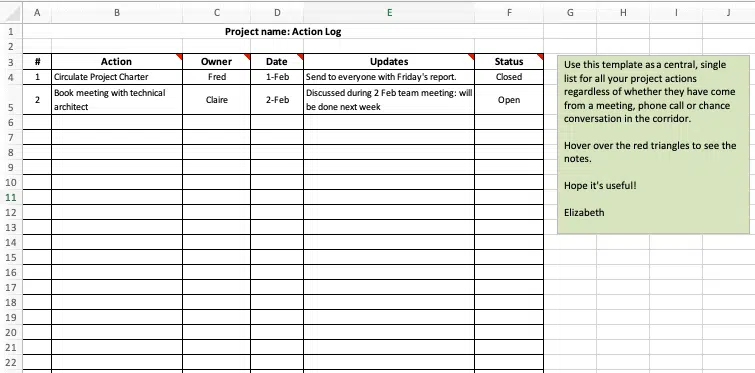 A B C D E F G H I J
1 Project name: Action Log
2
3 # Action Owner Date Updates Status
4 1 Circulate Project Charter Fred 1-Feb Send to everyone with Friday's report. Closed
Book meeting with technical
architect
5 2 Claire 2-Feb Open
Discussed during 2 Feb team meeting: will
be done next week
6
7
8
9
10
11
12
13
14
15
16
17
18
19
20
21
22
Use this template as a central, single
list for all your project actions
regardless of whether they have come
from a meeting, phone call or chance
conversation in the corridor.
Hover over the red triangles to see the
notes.
Hope it's useful!
Elizabeth